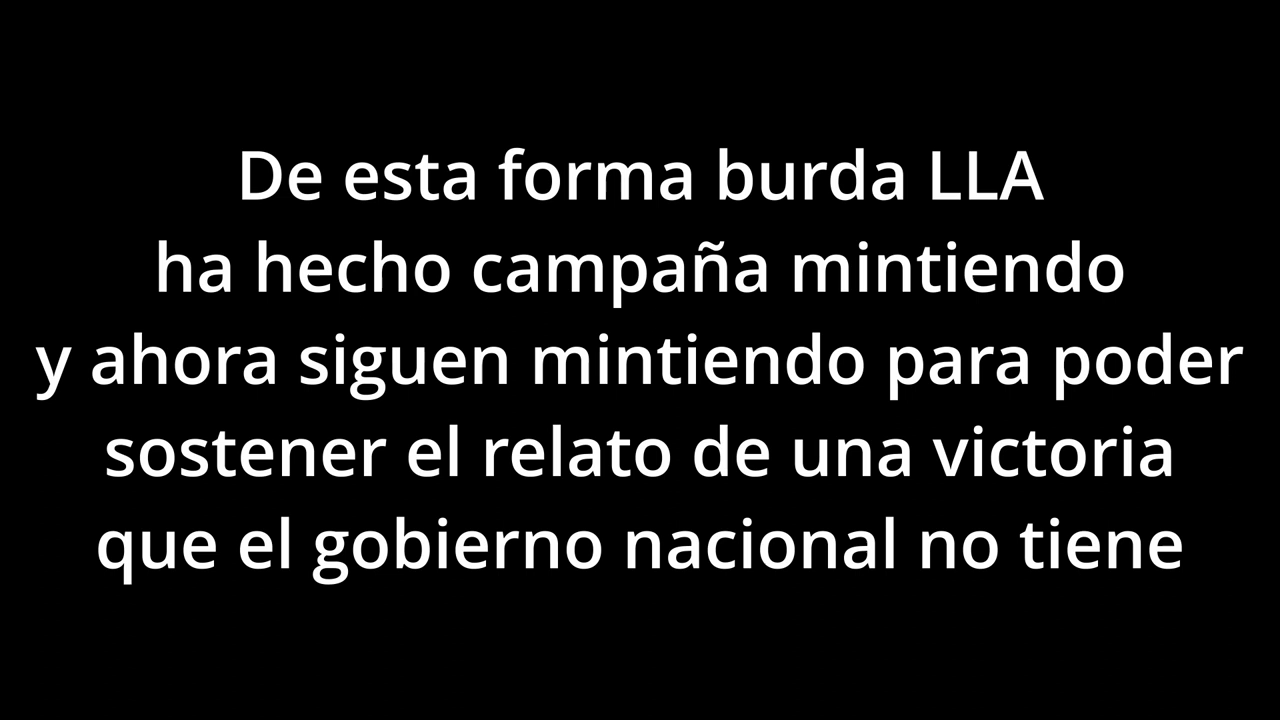 De esta forma burda LLA
ha hecho campaña mintiendo
y ahora siguen mintiendo para poder
sostener el relato de una victoria
que el gobierno nacional no tiene